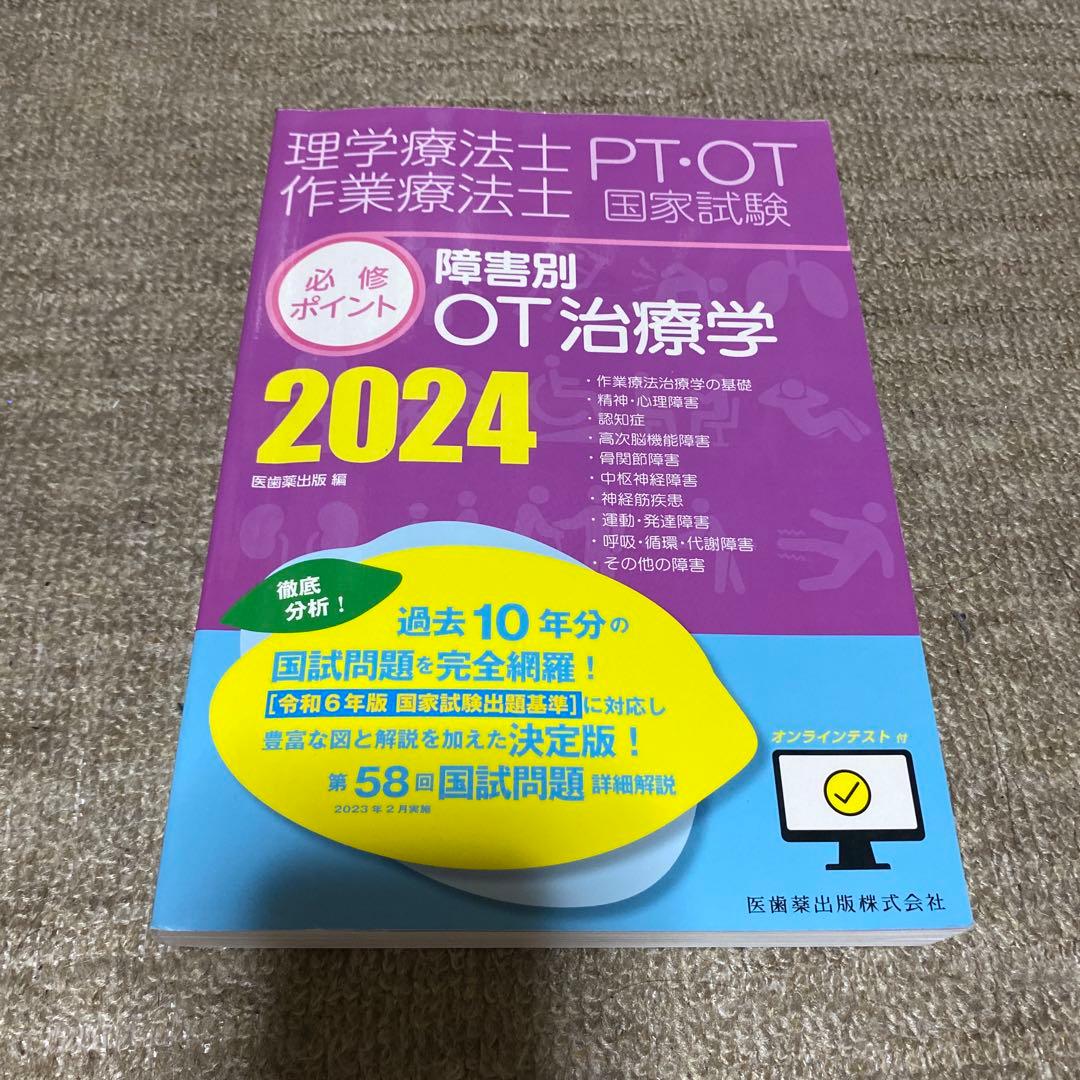 理学療法士 PT・OT
作業療法士 国家試験
必修
ポイント
障害別
OT治療学
2024
医歯薬出版 編
・作業療法治療学の基礎
・精神・心理障害
・認知症
・高次脳機能障害
・骨関節障害
・中枢神経障害
・神経筋疾患
・運動・発達障害
・呼吸・循環・代謝障害
・その他の障害
徹底
分析!
過去10年分の
国試問題を完全網羅!
[令和6年版 国家試験出題基準]に対応し
豊富な図と解説を加えた決定版!
第58回国試問題 詳細解説
2023年2月実施
オンラインテスト付
医歯薬出版株式会社